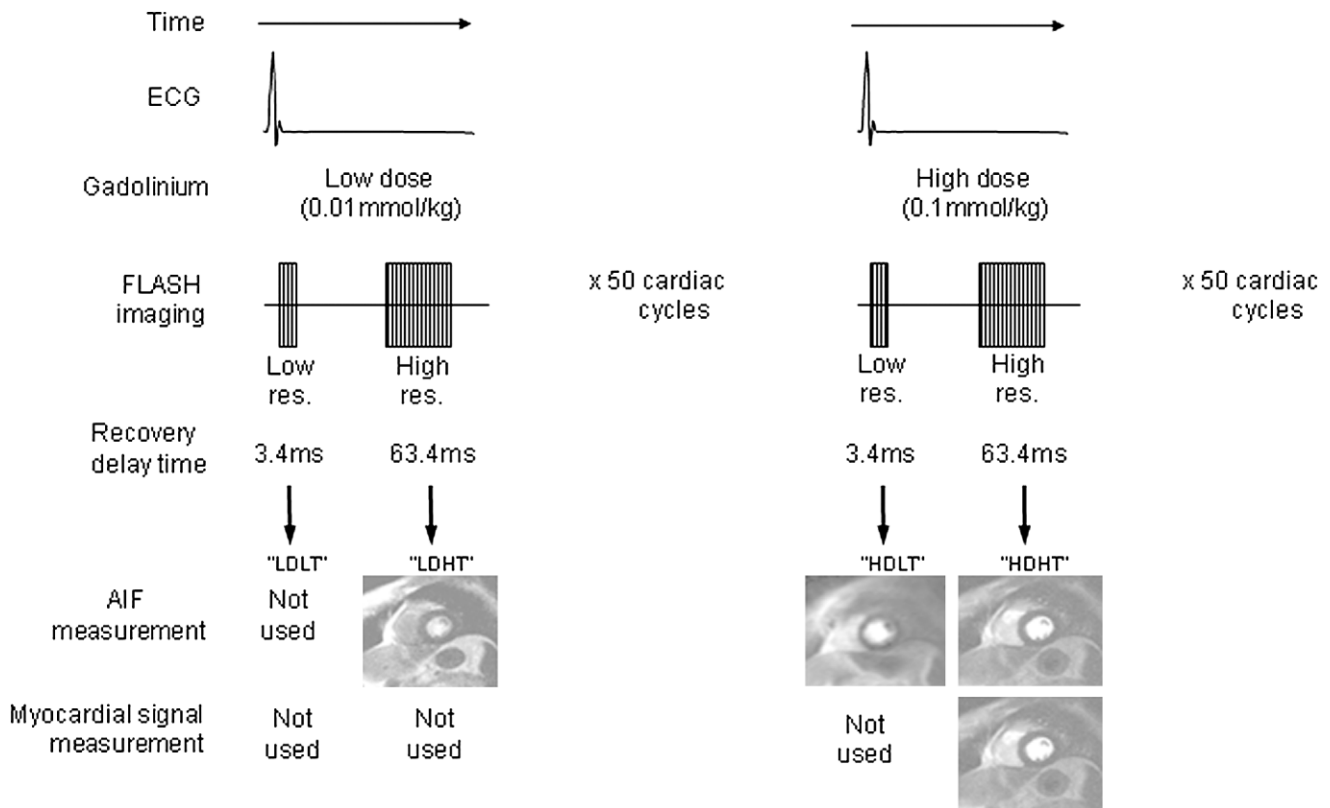 Time
ECG
Gadolinium
Low dose
(0.01mmol/kg)
High dose
(0.1mmol/kg)
FLASH
imaging
x 50 cardiac
cycles
x 50 cardiac
cycles
Low
res.
High
res.
Low
res.
High
res.
Recovery
delay time
3.4ms
63.4ms
3.4ms
63.4ms
"LDLT"
"LDHT"
"HDLT"
"HDHT"
AIF
measurement
Not
used
Myocardial signal
measurement
Not
used
Not
used
Not
used